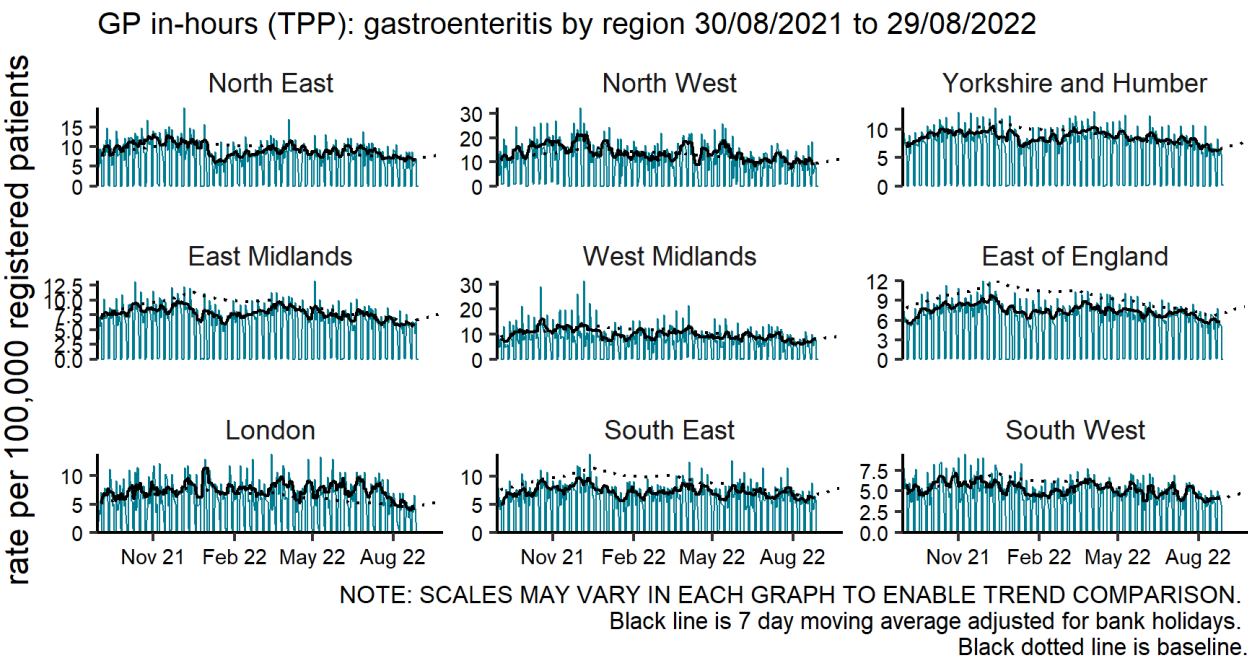 GP in-hours (TPP): gastroenteritis by region 30/08/2021 to 29/08/2022
rate per 100,000 registered patients
North East
15
10
5
0
North West
30
20
10
0
Yorkshire and Humber
10
5
0
East Midlands
12.5
10.0
7.5
5.0
2.5
0.0
West Midlands
30
20
10
0
East of England
12
9
6
3
0
London
10
5
0
South East
10
5
0
South West
7.5
5.0
2.5
0.0
Nov 21 Feb 22 May 22 Aug 22
Nov 21 Feb 22 May 22 Aug 22
Nov 21 Feb 22 May 22 Aug 22
NOTE: SCALES MAY VARY IN EACH GRAPH TO ENABLE TREND COMPARISON.
Black line is 7 day moving average adjusted for bank holidays.
Black dotted line is baseline.